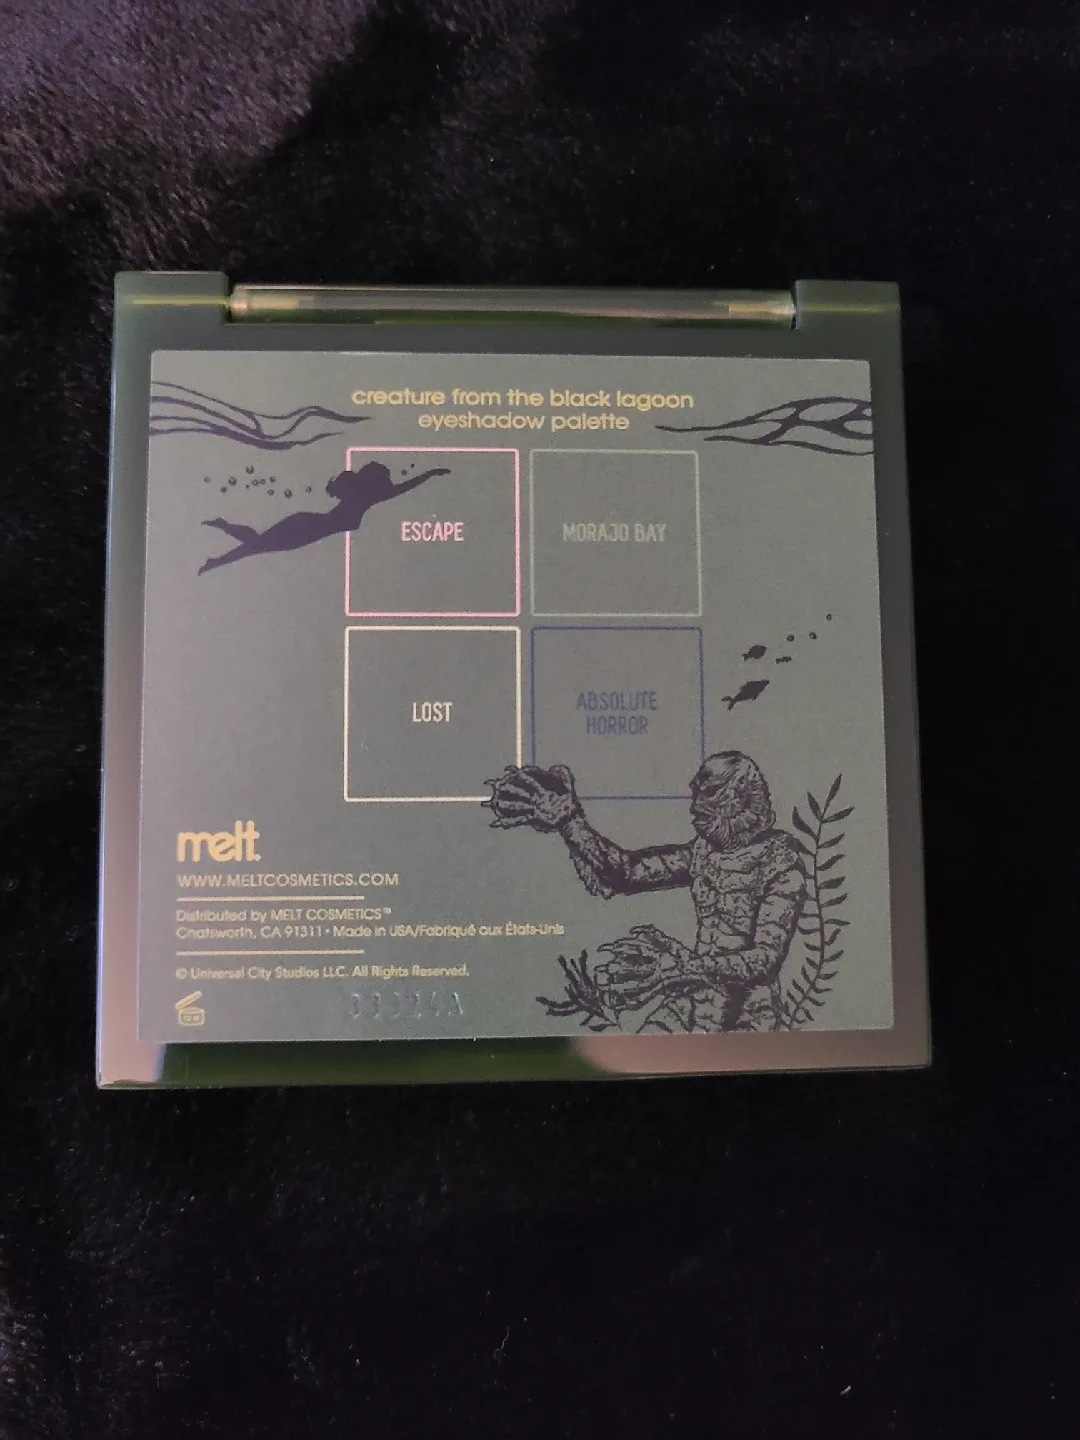 creature from the black lagoon
eyeshadow palette
ESCAPE
MORAJO BAY
LOST
ABSOLUTE
HORROR
melt.
WWW.MELTCOSMETICS.COM
Distributed by MELT COSMETICS™
Chatsworth, CA 91311 • Made in USA/Fabriqué aux États-Unis
© Universal City Studios LLC. All Rights Reserved.